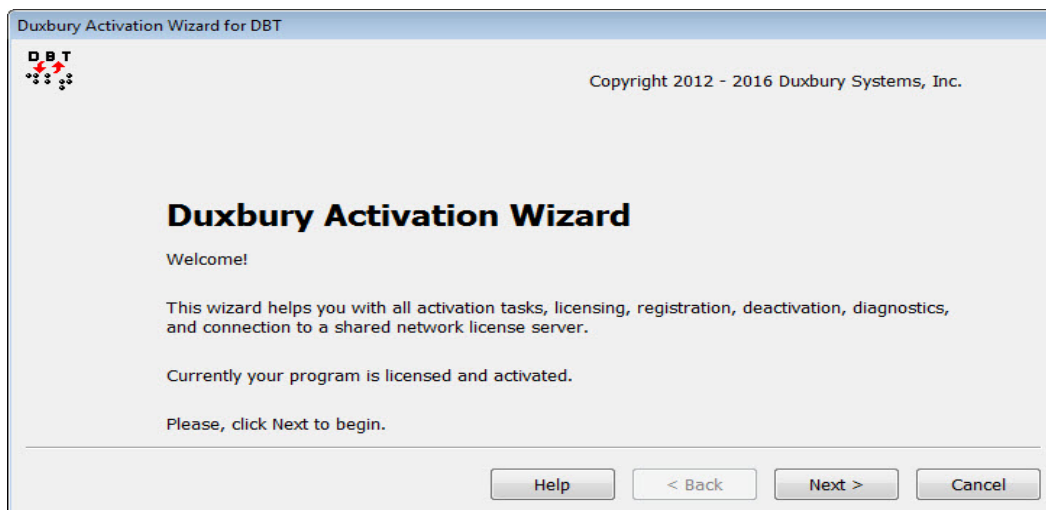 Duxbury Activation Wizard for DBT
DBT
Copyright 2012 - 2016 Duxbury Systems, Inc.
Duxbury Activation Wizard
Welcome!
This wizard helps you with all activation tasks, licensing, registration, deactivation, diagnostics,
and connection to a shared network license server.
Currently your program is licensed and activated.
Please, click Next to begin.
Help < Back Next > Cancel